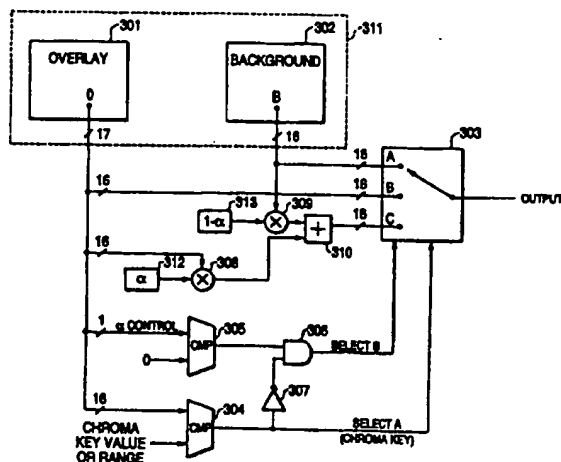 301
302
311
OVERLAY
BACKGROUND
0
B
17
16
303
16
A
16
16
B
OUTPUT
313
309
1-α
16
C
+
310
16
312
308
α
1
α CONTROL
305
306
0
CMP
SELECT B
307
16
304
CMP
SELECT A
(CHROMA KEY)
CHROMA
KEY VALUE
OR RANGE